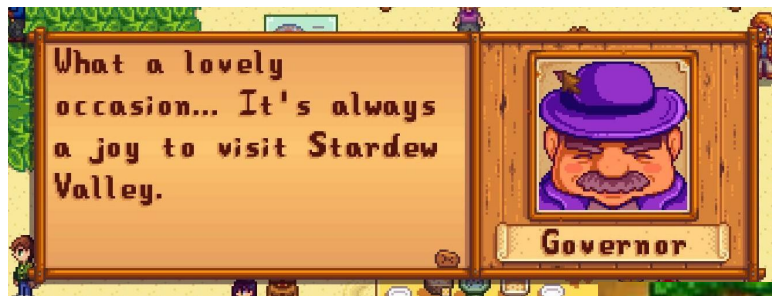 What a lovely
occasion... It's always
a joy to visit Stardew
Valley.
Governor